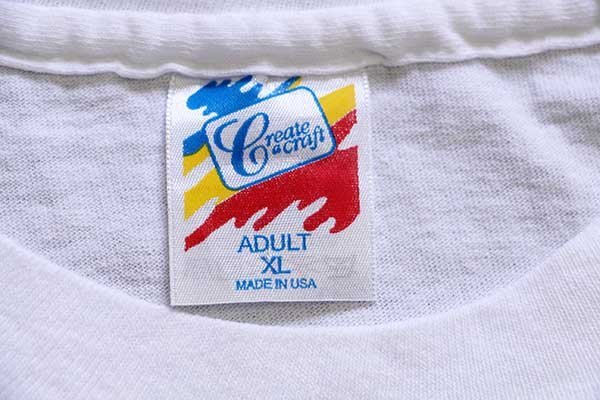 Create
a craft
ADULT
XL
MADE IN USA